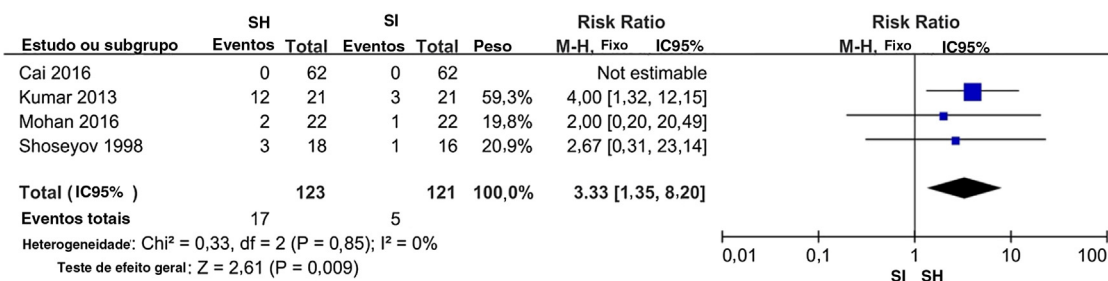 SH SI Risk Ratio Risk Ratio
Estudo ou subgrupo Eventos Total Eventos Total Peso M-H, Fixo IC95% M-H, Fixo IC95%
Cai 2016 0 62 0 62 Not estimable
Kumar 2013 12 21 3 21 59,3% 4,00 [1,32, 12,15]
Mohan 2016 2 22 1 22 19,8% 2,00 [0,20, 20,49]
Shoseyov 1998 3 18 1 16 20,9% 2,67 [0,31, 23,14]
Total (IC95% ) 123 121 100,0% 3.33 [1,35, 8,20]
Eventos totais 17 5
Heterogeneidade: Chi² = 0,33, df = 2 (P = 0,85); I² = 0%
Teste de efeito geral: Z = 2,61 (P = 0,009)
0,01 0,1 1 10 100
SI SH